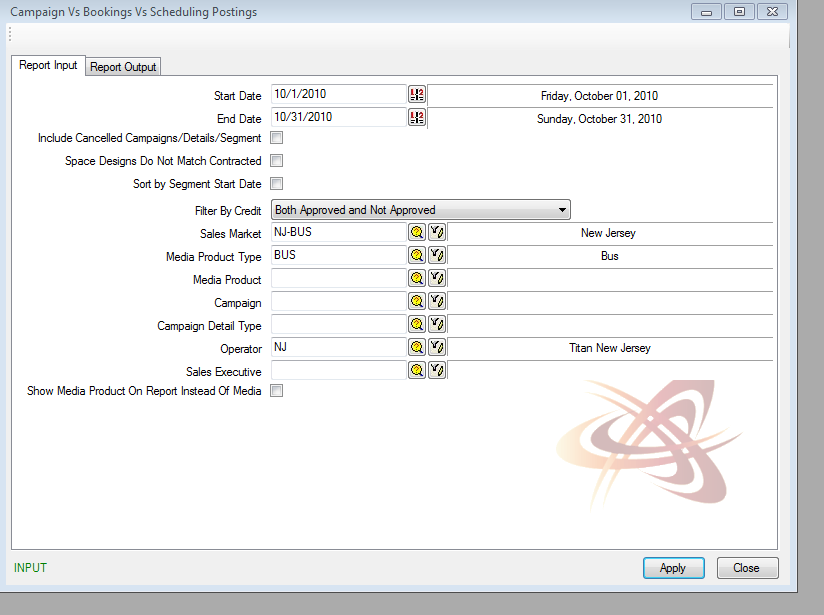 Campaign Vs Bookings Vs Scheduling Postings
Report Input
Report Output
Start Date 10/1/2010 Friday, October 01, 2010
End Date 10/31/2010 Sunday, October 31, 2010
Include Cancelled Campaigns/Details/Segment
Space Designs Do Not Match Contracted
Sort by Segment Start Date
Filter By Credit Both Approved and Not Approved
Sales Market NJ-BUS New Jersey
Media Product Type BUS Bus
Media Product
Campaign
Campaign Detail Type
Operator NJ Titan New Jersey
Sales Executive
Show Media Product On Report Instead Of Media
INPUT Apply Close